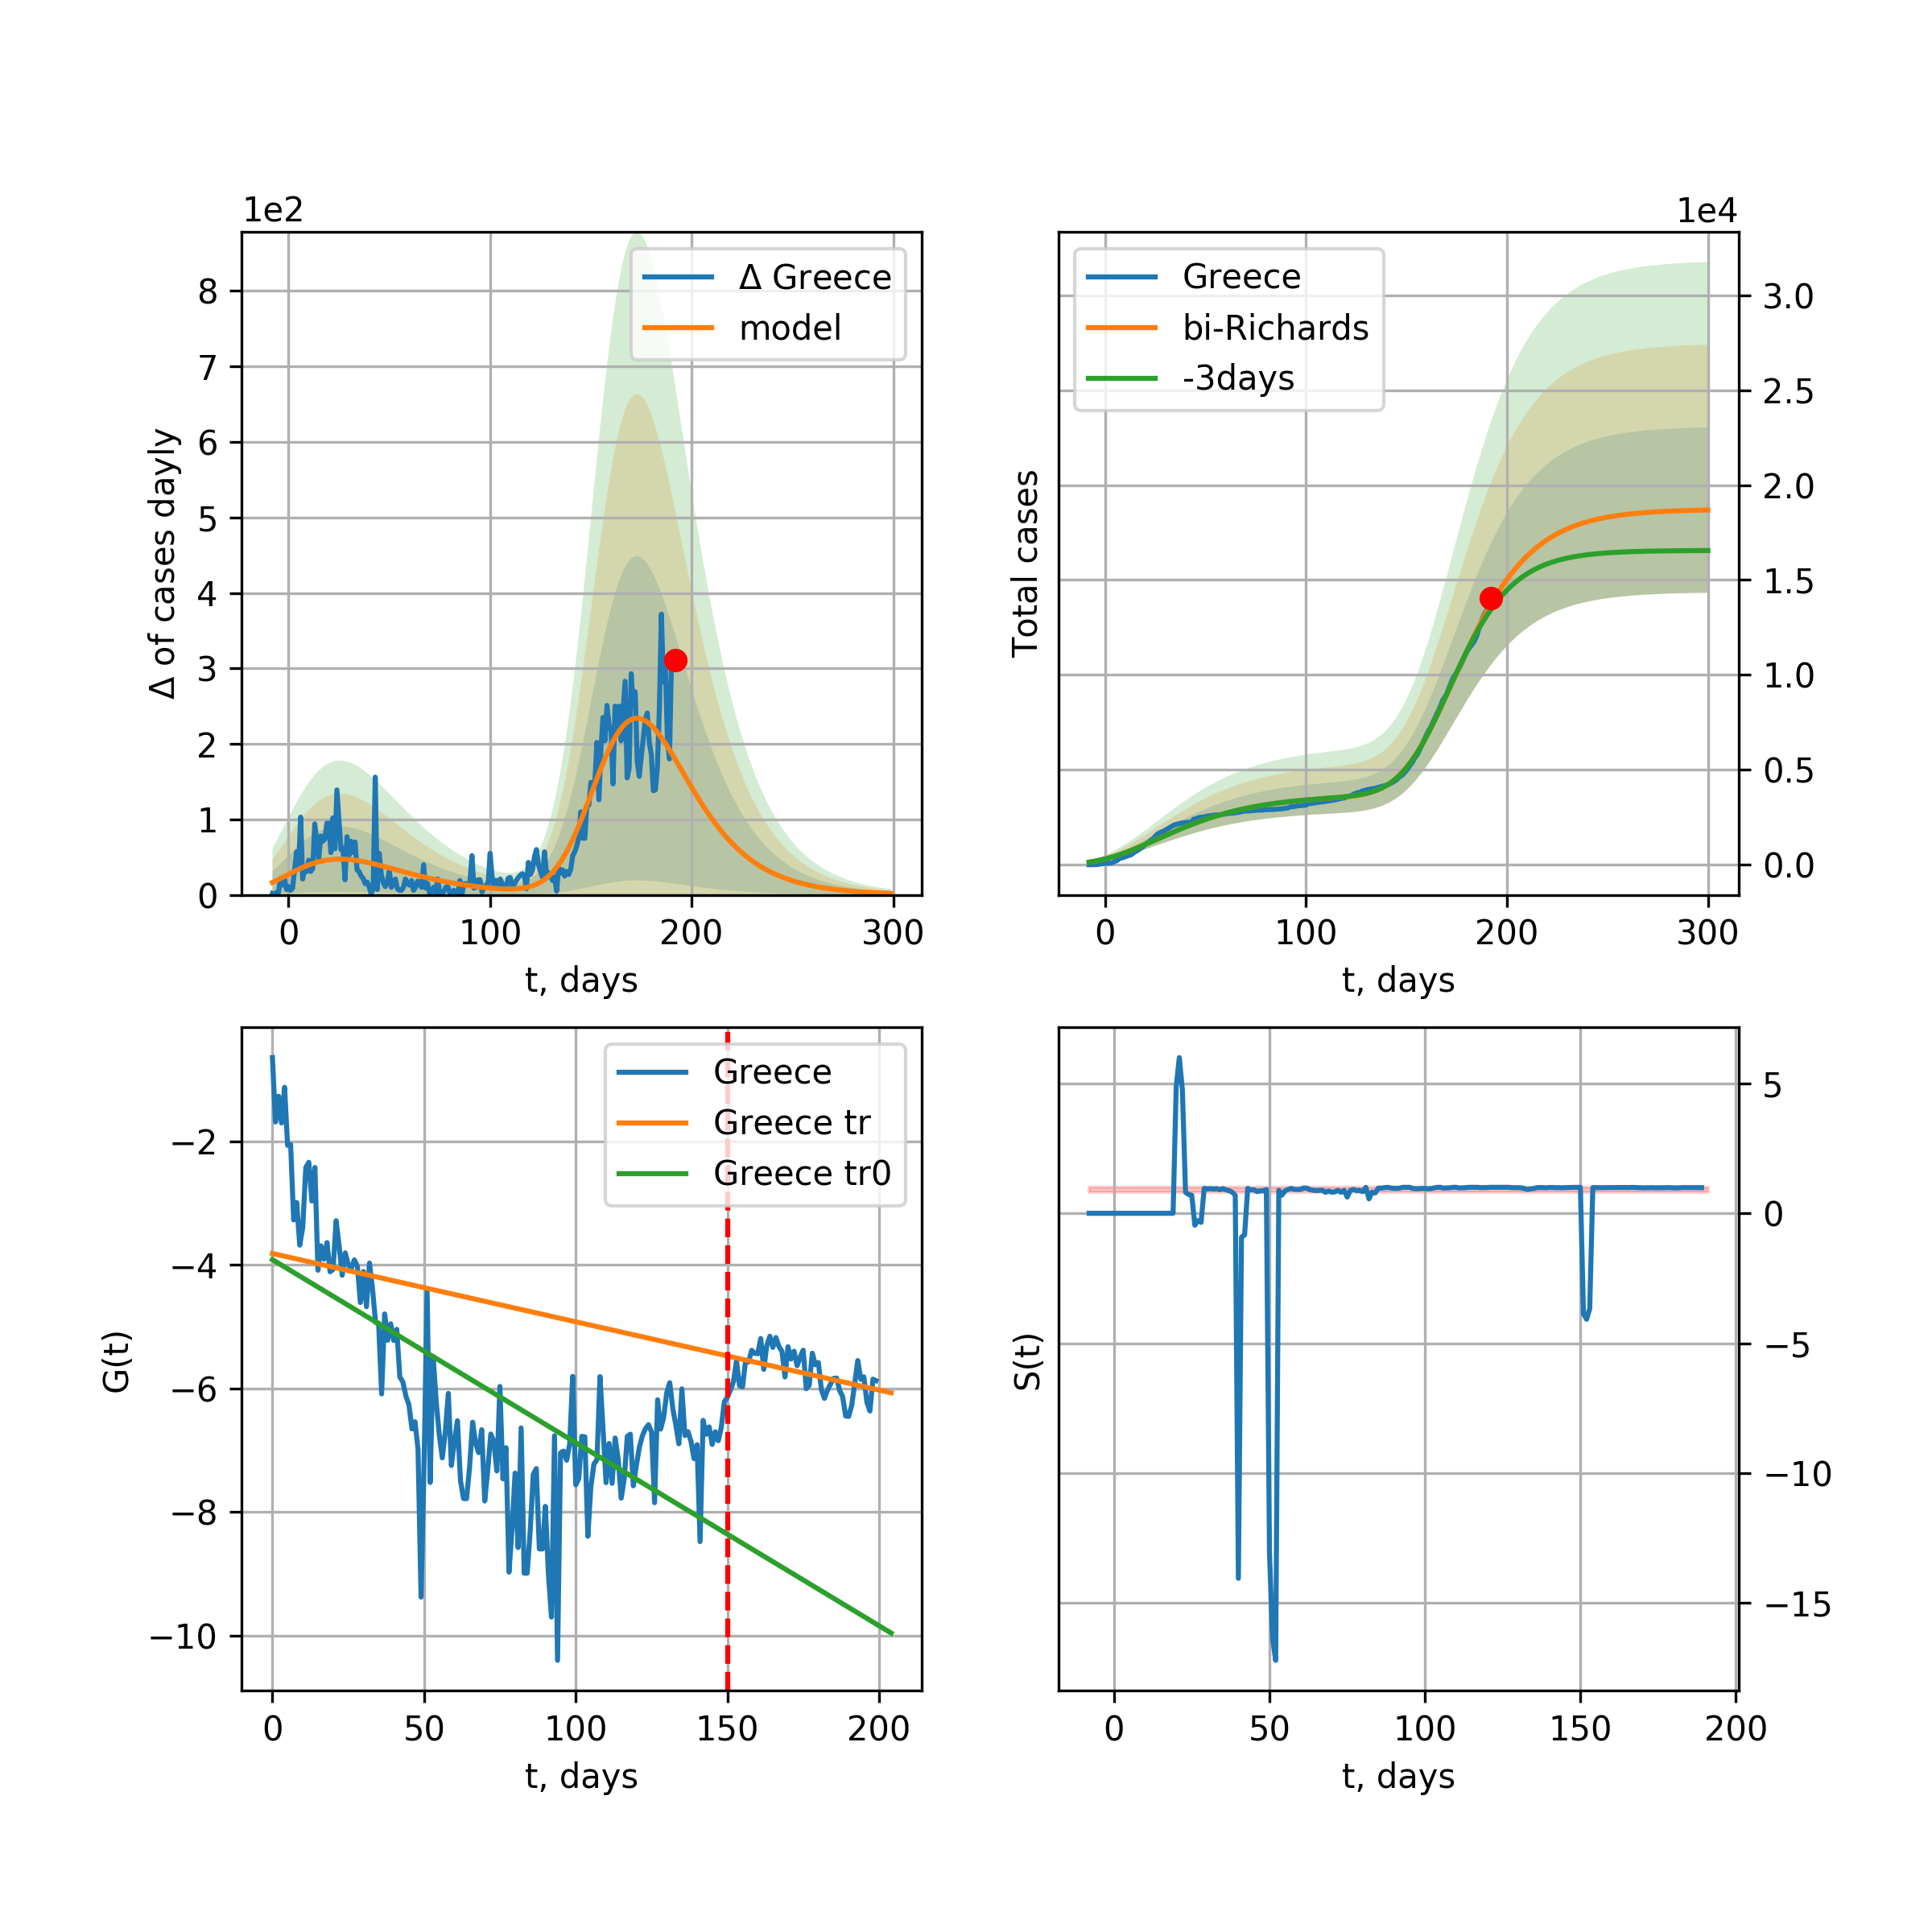 1e2
Δ of cases dayly
8
7
6
5
4
3
2
1
0
Δ Greece
model
0 100 200 300
t, days
1e4
Total cases
Greece
bi-Richards
-3days
3.0
2.5
2.0
1.5
1.0
0.5
0.0
0 100 200 300
t, days
G(t)
−2
−4
−6
−8
−10
Greece
Greece tr
Greece tr0
0 50 100 150 200
t, days
S(t)
5
0
−5
−10
−15
0 50 100 150 200
t, days